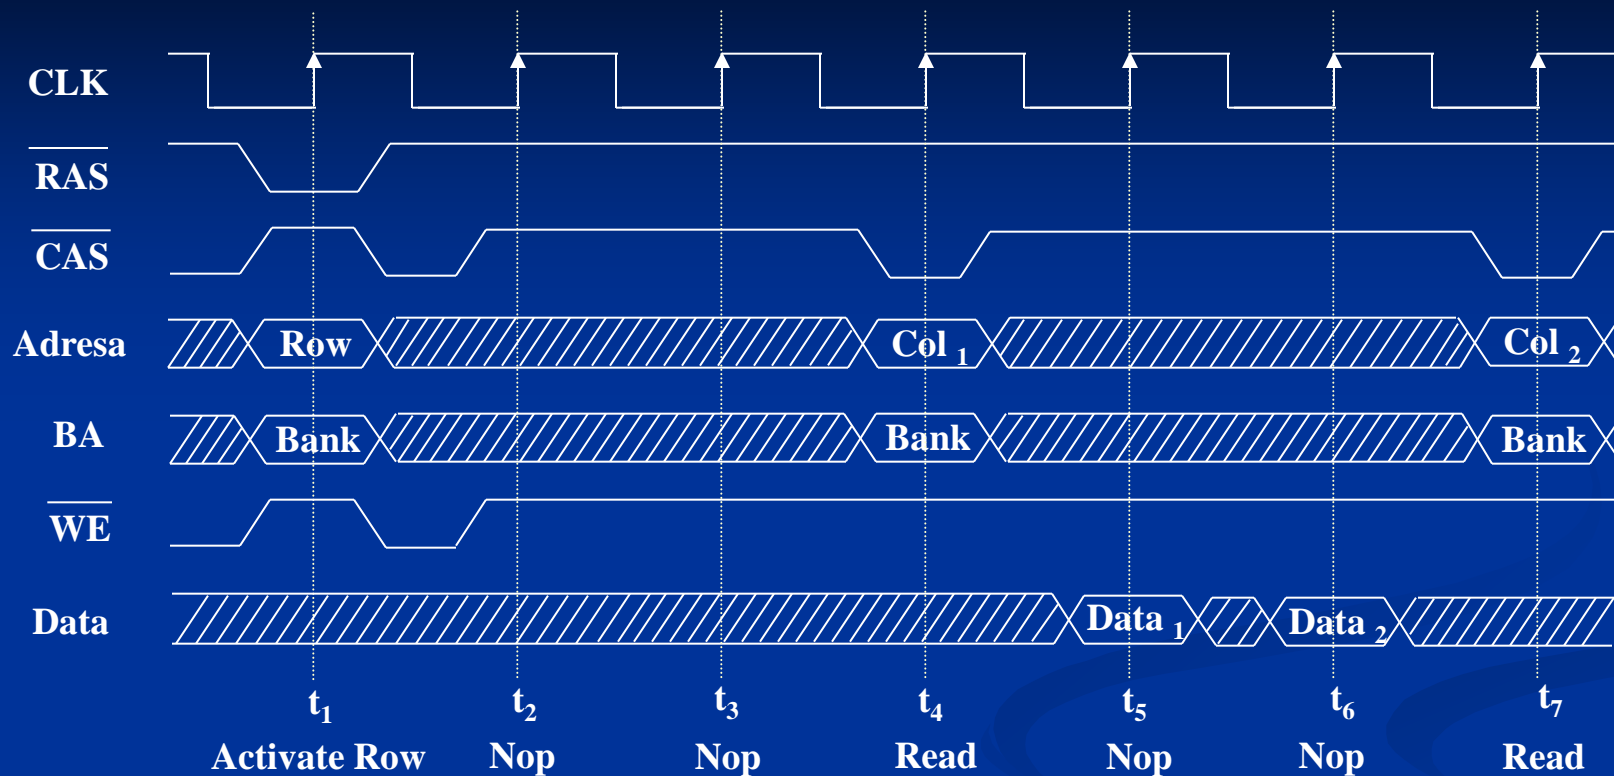 CLK
RAS
CAS
Adresa Row Col 1 Col 2
BA Bank Bank Bank
WE
Data Data 1 Data 2
t1 t2 t3 t4 t5 t6 t7
Activate Row Nop Nop Read Nop Nop Read